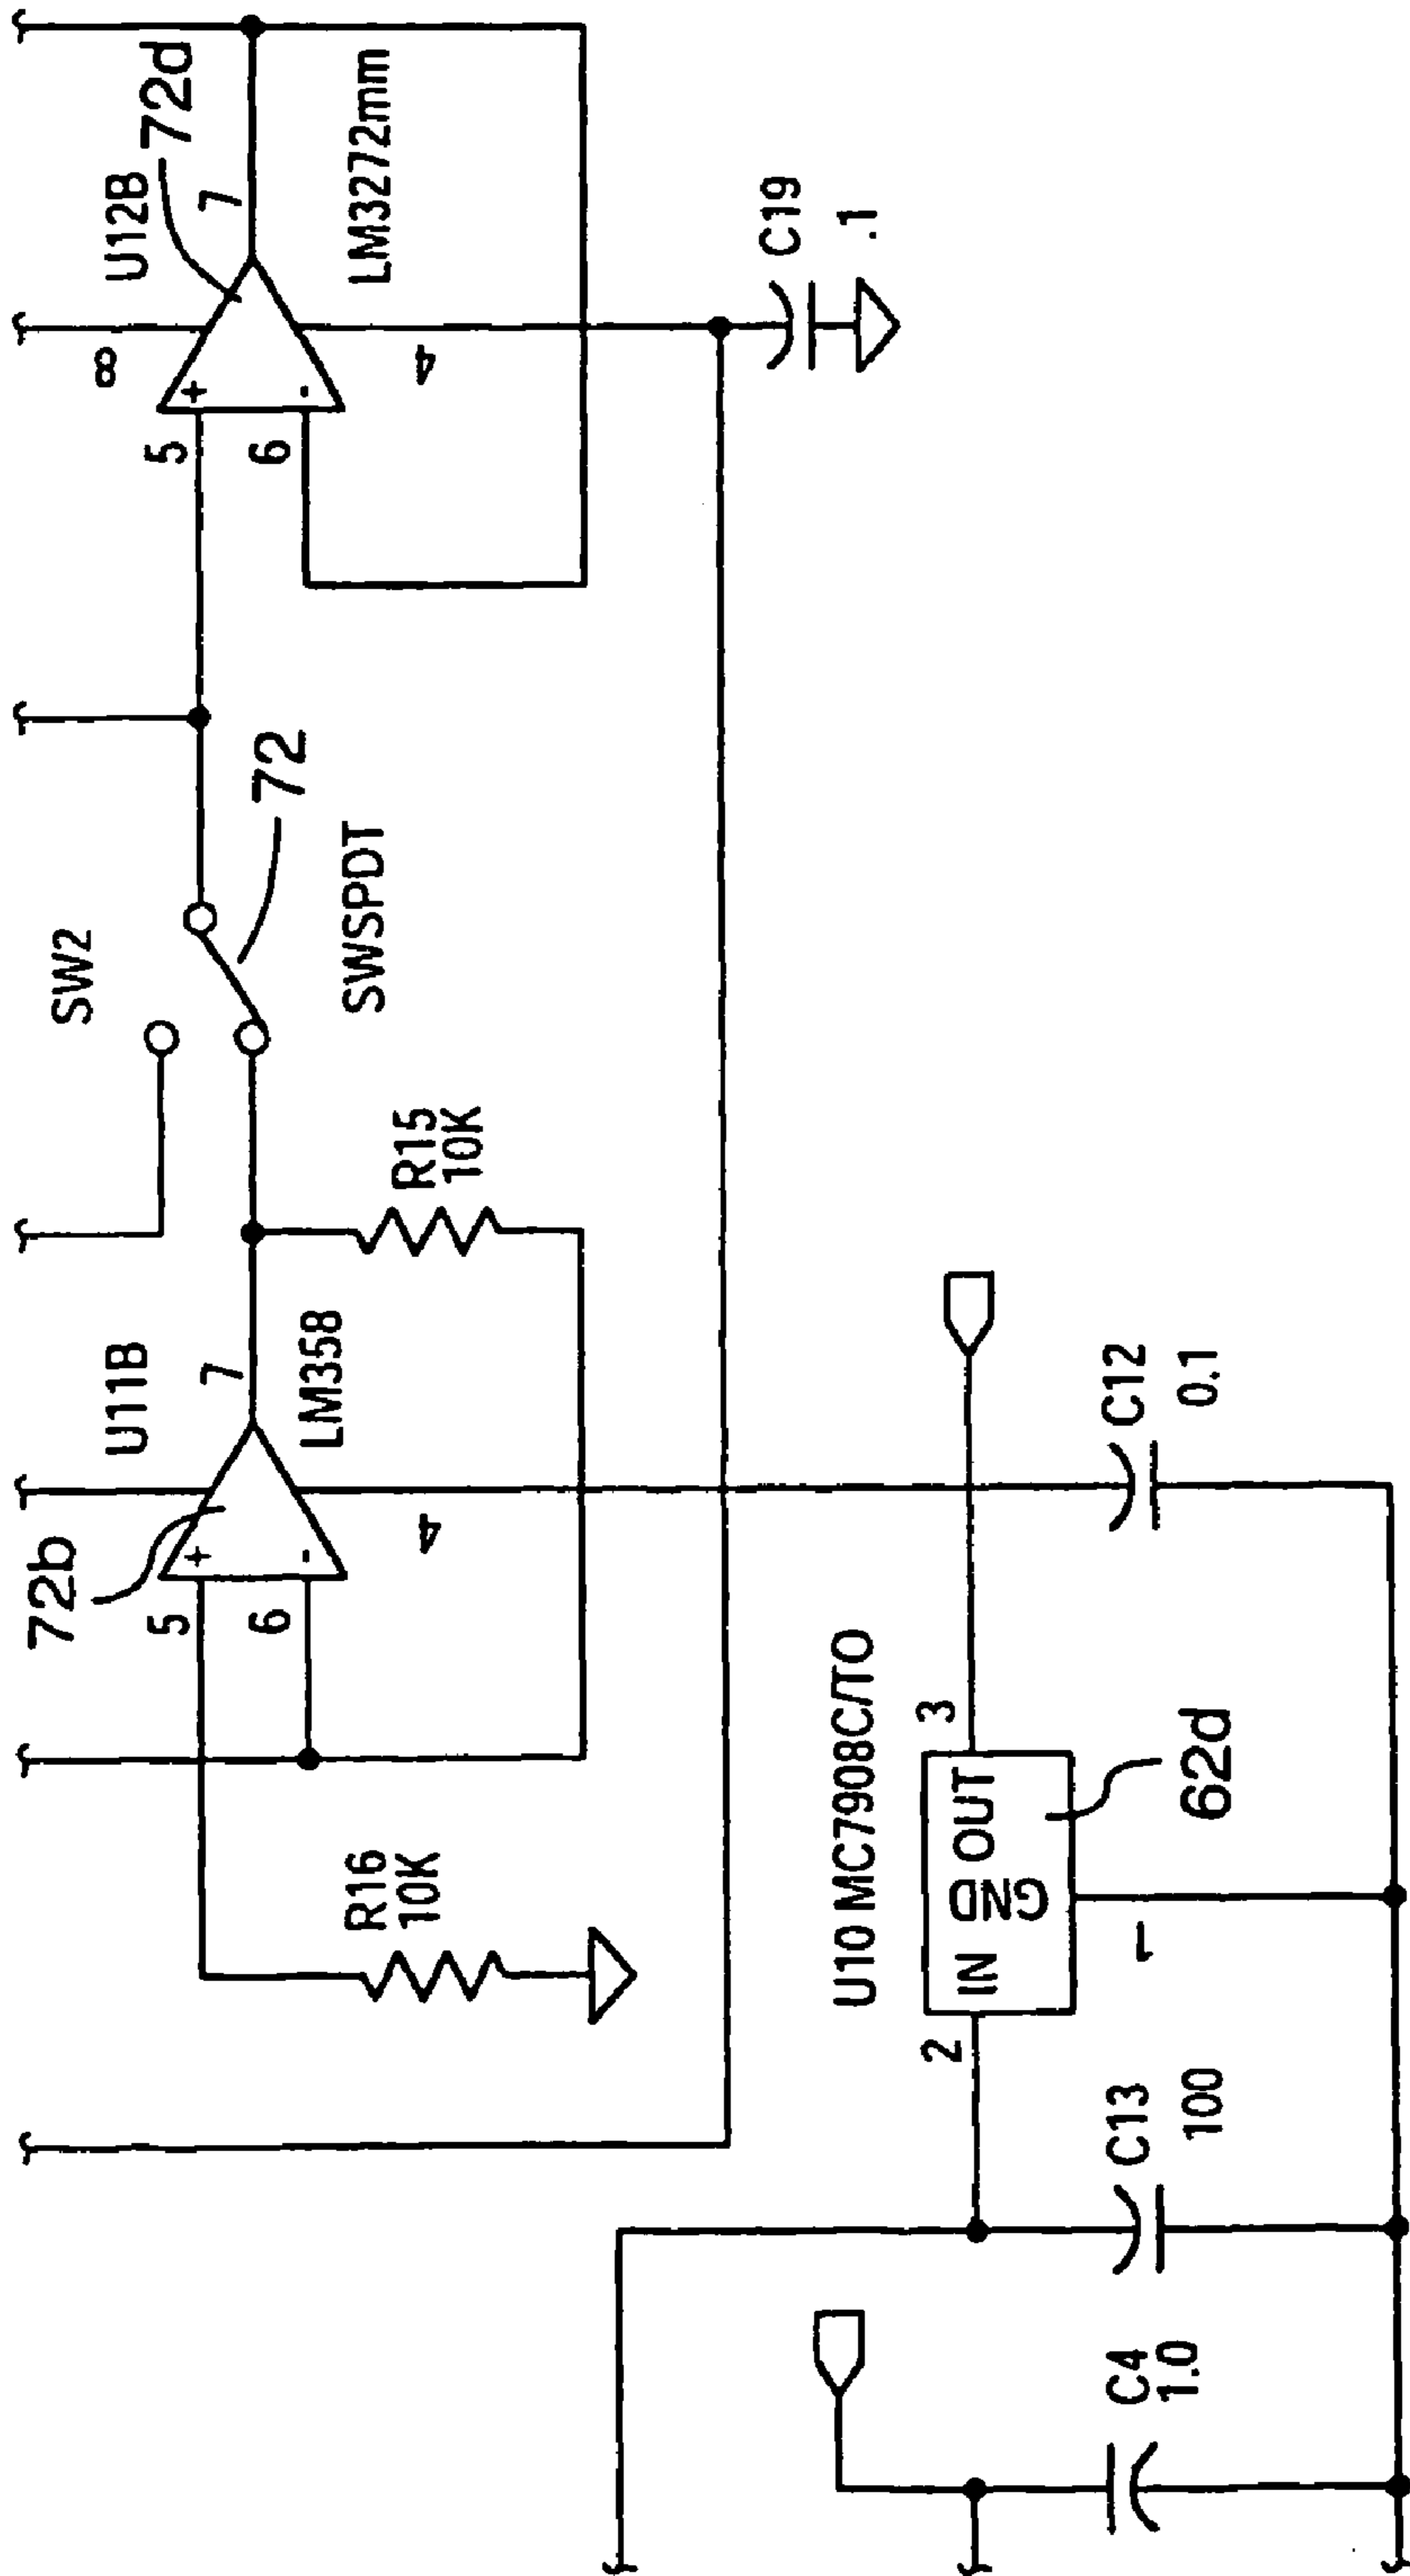 72b
U11B
5
+
6
-
7
4
LM358
R16
10K
R15
10K
SW2
72
SWSPDT
U12B
72d
8
5
+
6
-
7
4
LM3272mm
C19
.1
U10 MC7908C/TO
2
IN
GND
OUT
3
1
62d
C12
0.1
C13
100
C4
1.0